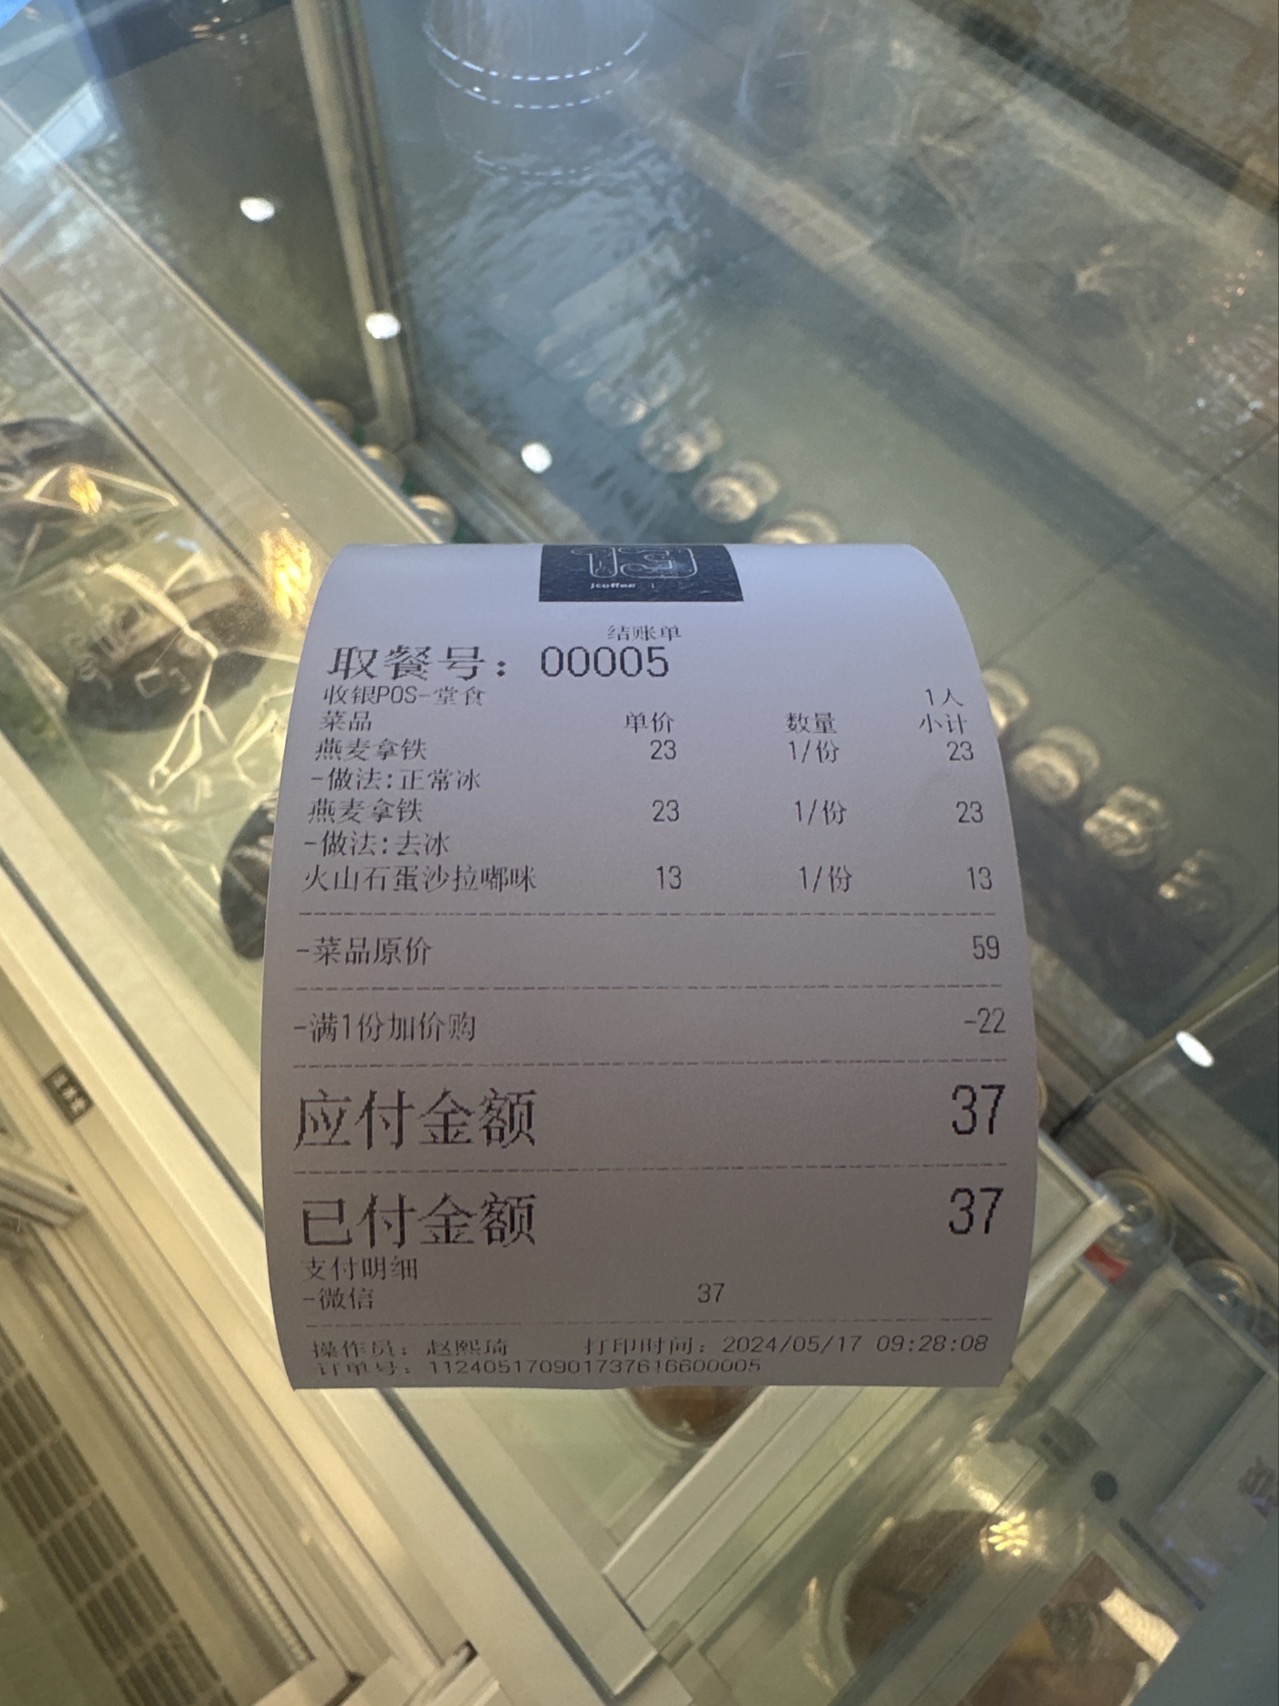 13
jcoffee
结账单
取餐号：00005
收银POS-堂食 1人
菜品 单价 数量 小计
燕麦拿铁 23 1/份 23
-做法:正常冰
燕麦拿铁 23 1/份 23
-做法:去冰
火山石蛋沙拉嘟咪 13 1/份 13
-菜品原价 59
-满1份加价购 -22
应付金额 37
已付金额 37
支付明细
-微信 37
操作员：赵熙琦 打印时间：2024/05/17 09:28:08
订单号：112405170901737616600005